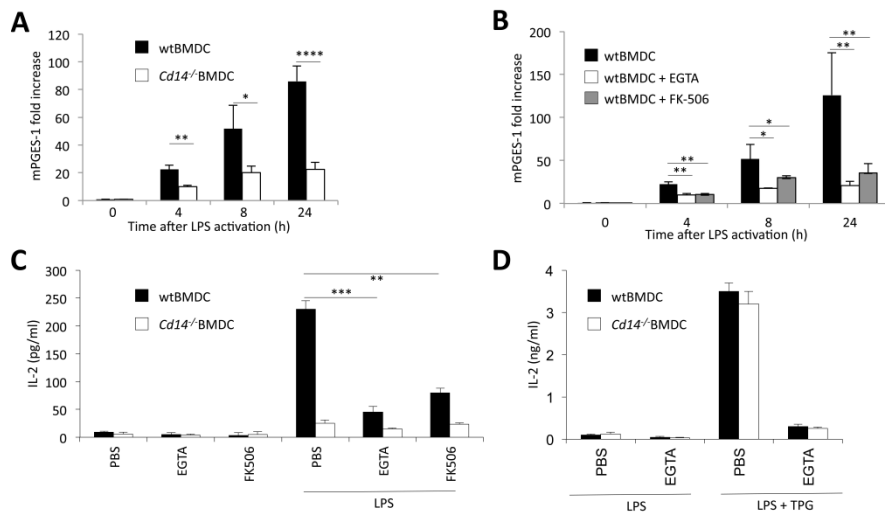 A
mPGES-1 fold increase
120
100
80
60
40
20
0
wtBMDC
Cd14-/-BMDC
**
*
****
0 4 8 24
Time after LPS activation (h)
B
mPGES-1 fold increase
200
150
100
50
0
wtBMDC
wtBMDC + EGTA
wtBMDC + FK-506
**
**
*
*
**
**
0 4 8 24
Time after LPS activation (h)
C
IL-2 (pg/ml)
300
250
200
150
100
50
0
wtBMDC
Cd14-/-BMDC
**
***
PBS EGTA FK506 PBS EGTA FK506
LPS
D
IL-2 (ng/ml)
4
3
2
1
0
wtBMDC
Cd14-/-BMDC
PBS EGTA PBS EGTA
LPS LPS + TPG